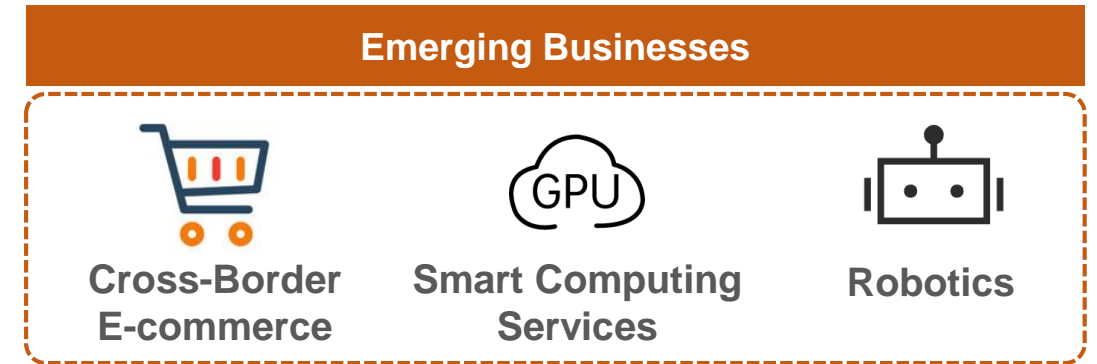 Emerging Businesses
GPU
Cross-Border
E-commerce
Smart Computing
Services
Robotics